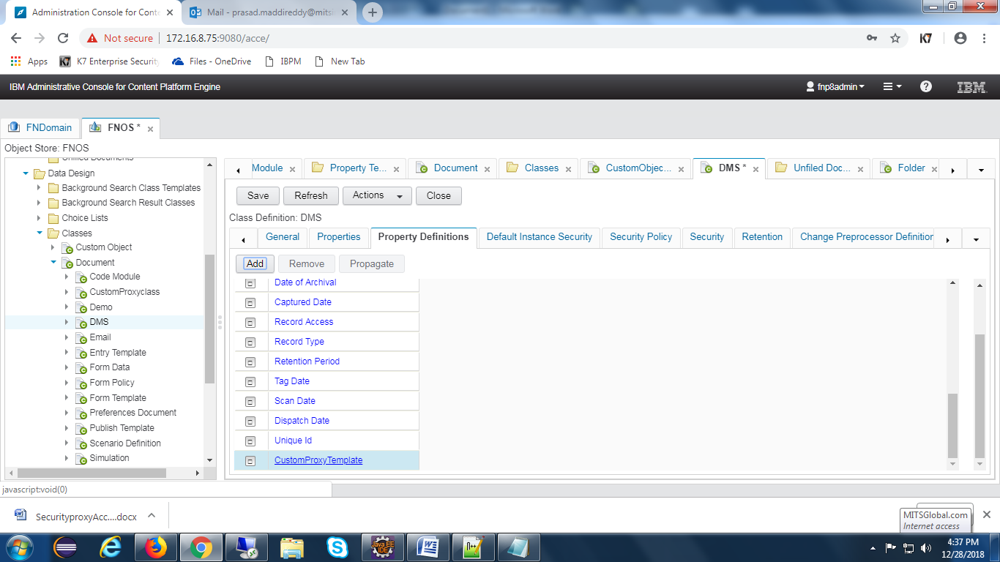 Administration Console for Conte
Mail - prasad.maddireddy@mitsi
Not secure
172.16.8.75:9080/acce/
Apps
K7 Enterprise Security
Files - OneDrive
IBPM
New Tab
IBM Administrative Console for Content Platform Engine
fnp8admin
IBM
FNDomain
FNOS *
Object Store: FNOS
Unfiled Documents
Data Design
Background Search Class Templates
Background Search Result Classes
Choice Lists
Classes
Custom Object
Document
Code Module
CustomProxyclass
Demo
DMS
Email
Entry Template
Form Data
Form Policy
Form Template
Preferences Document
Publish Template
Scenario Definition
Simulation
Module
Property Te...
Document
Classes
CustomObjec...
DMS *
Unfiled Doc...
Folder
Save
Refresh
Actions
Close
Class Definition: DMS
General
Properties
Property Definitions
Default Instance Security
Security Policy
Security
Retention
Change Preprocessor Definition
Add
Remove
Propagate
Date of Archival
Captured Date
Record Access
Record Type
Retention Period
Tag Date
Scan Date
Dispatch Date
Unique Id
CustomProxyTemplate
javascript:void(0)
SecurityproxyAcc....docx
MITSGlobal.com
Internet access
Java EE
IDE
4:37 PM
12/28/2018